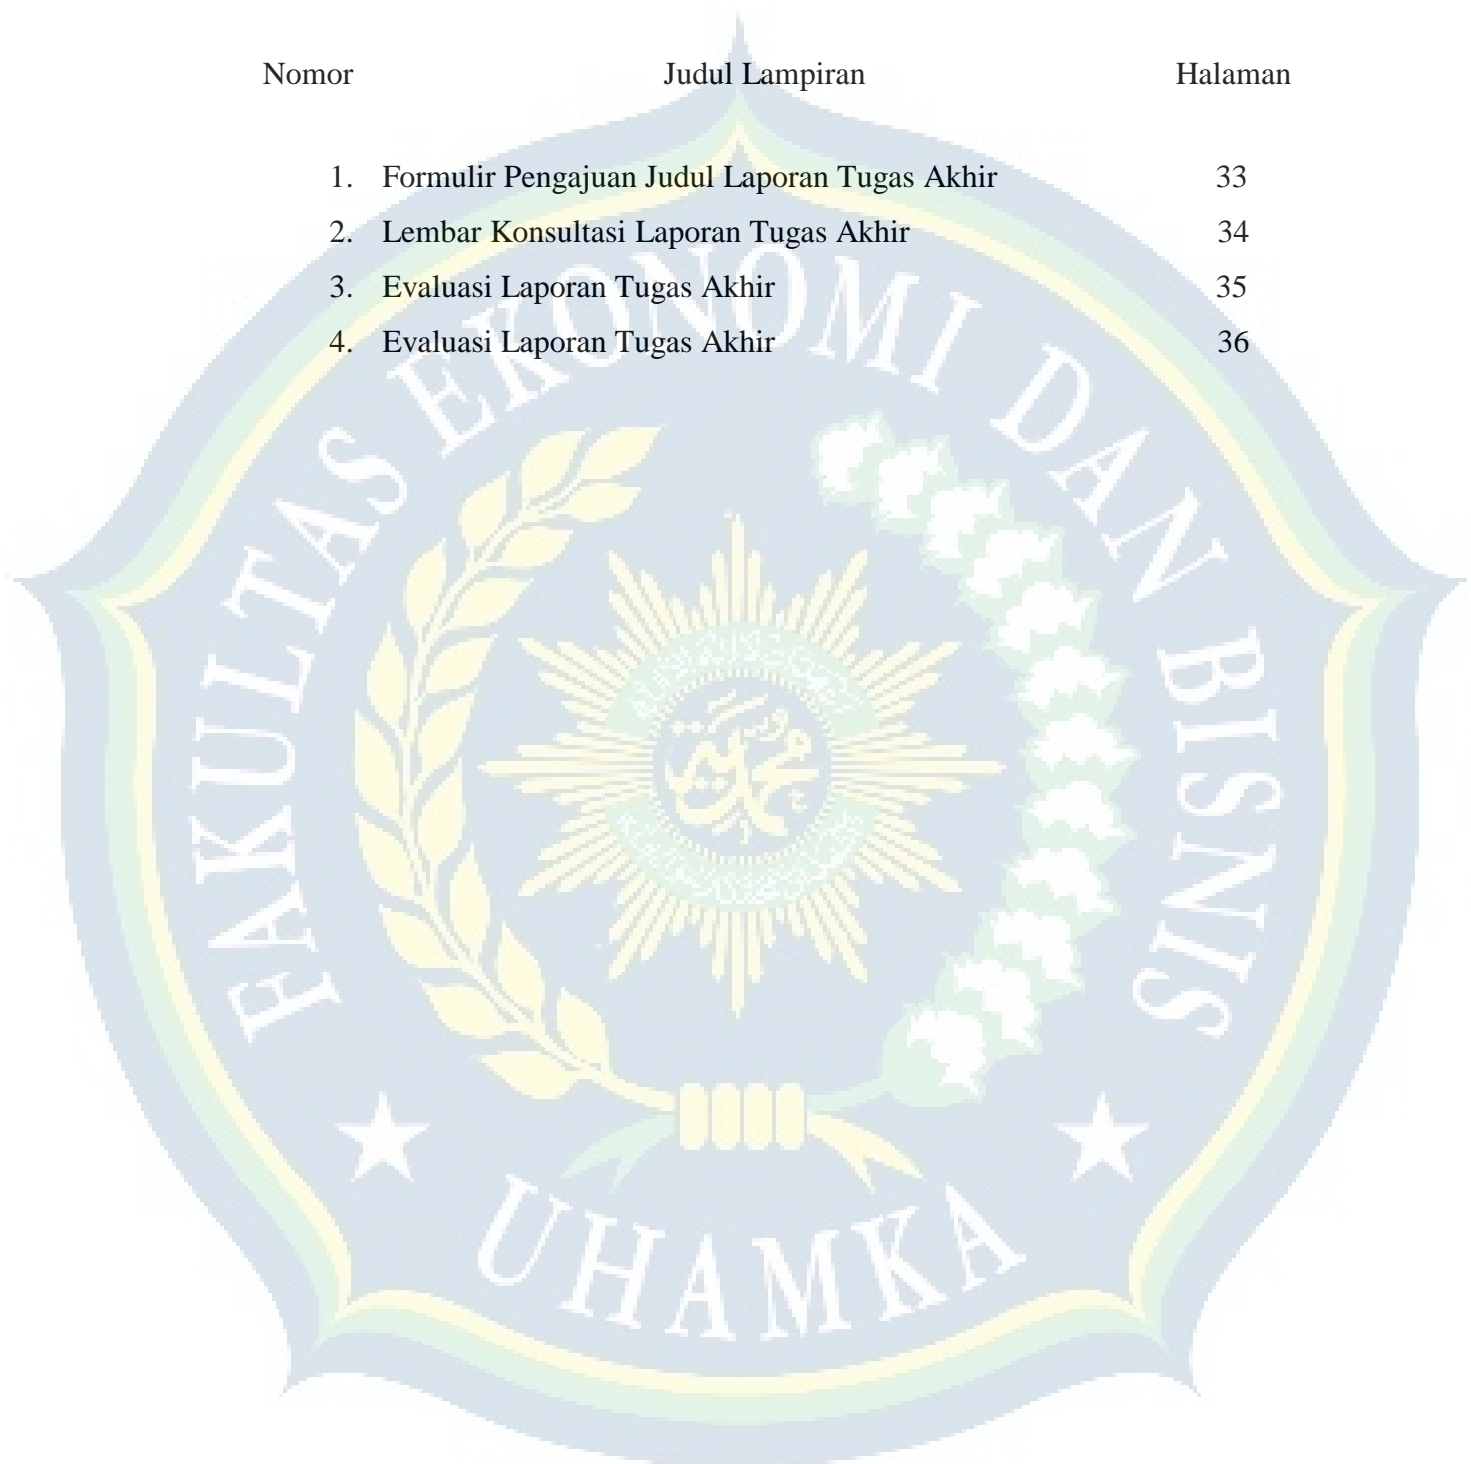 Nomor Judul Lampiran Halaman
1. Formulir Pengajuan Judul Laporan Tugas Akhir 33
2. Lembar Konsultasi Laporan Tugas Akhir 34
3. Evaluasi Laporan Tugas Akhir 35
4. Evaluasi Laporan Tugas Akhir 36
FAKULTAS EKONOMI DAN BISNIS
محمدية
UHAMKA